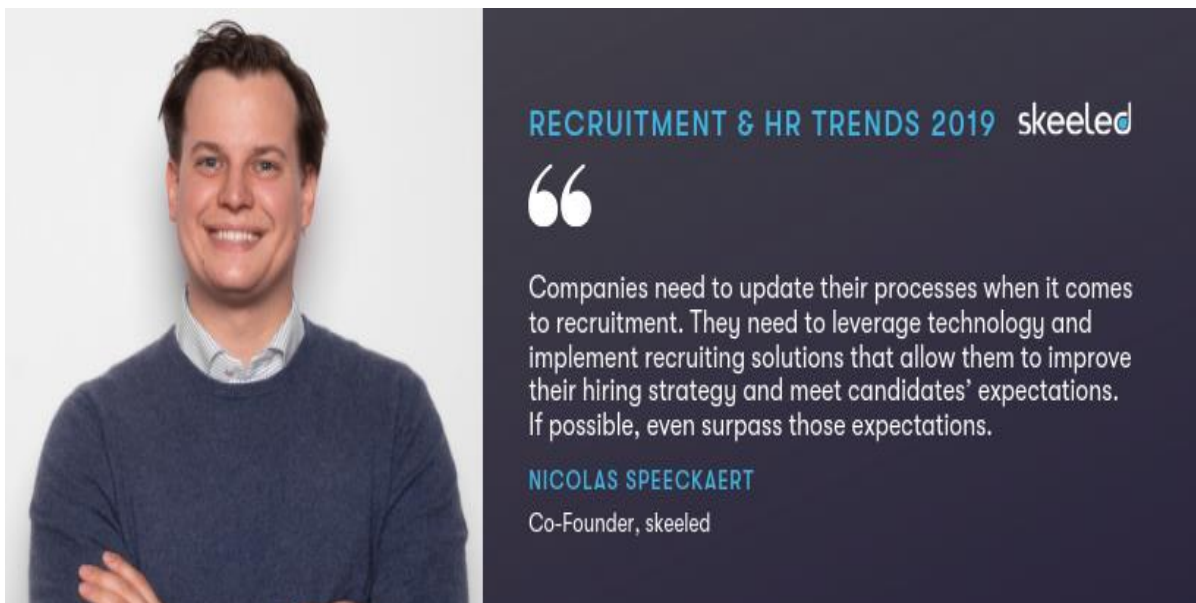 RECRUITMENT & HR TRENDS 2019 skeeled
“
Companies need to update their processes when it comes
to recruitment. They need to leverage technology and
implement recruiting solutions that allow them to improve
their hiring strategy and meet candidates’ expectations.
If possible, even surpass those expectations.
NICOLAS SPEECKAERT
Co-Founder, skeeled